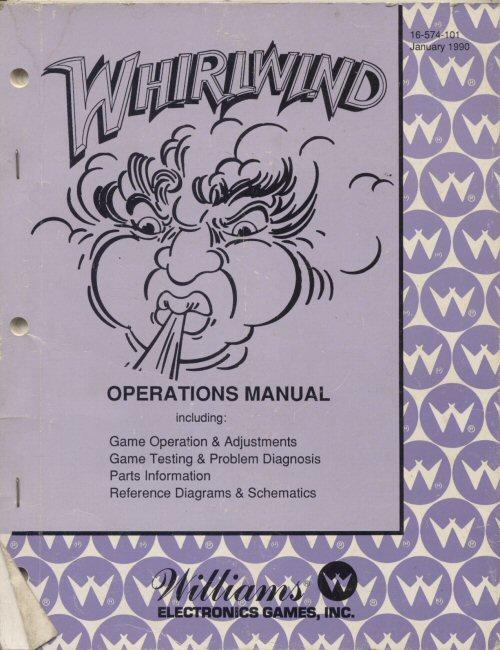 16-574-101
January 1990
WHIRLWIND
OPERATIONS MANUAL
including:
Game Operation & Adjustments
Game Testing & Problem Diagnosis
Parts Information
Reference Diagrams & Schematics
Williams® W
ELECTRONICS GAMES, INC.